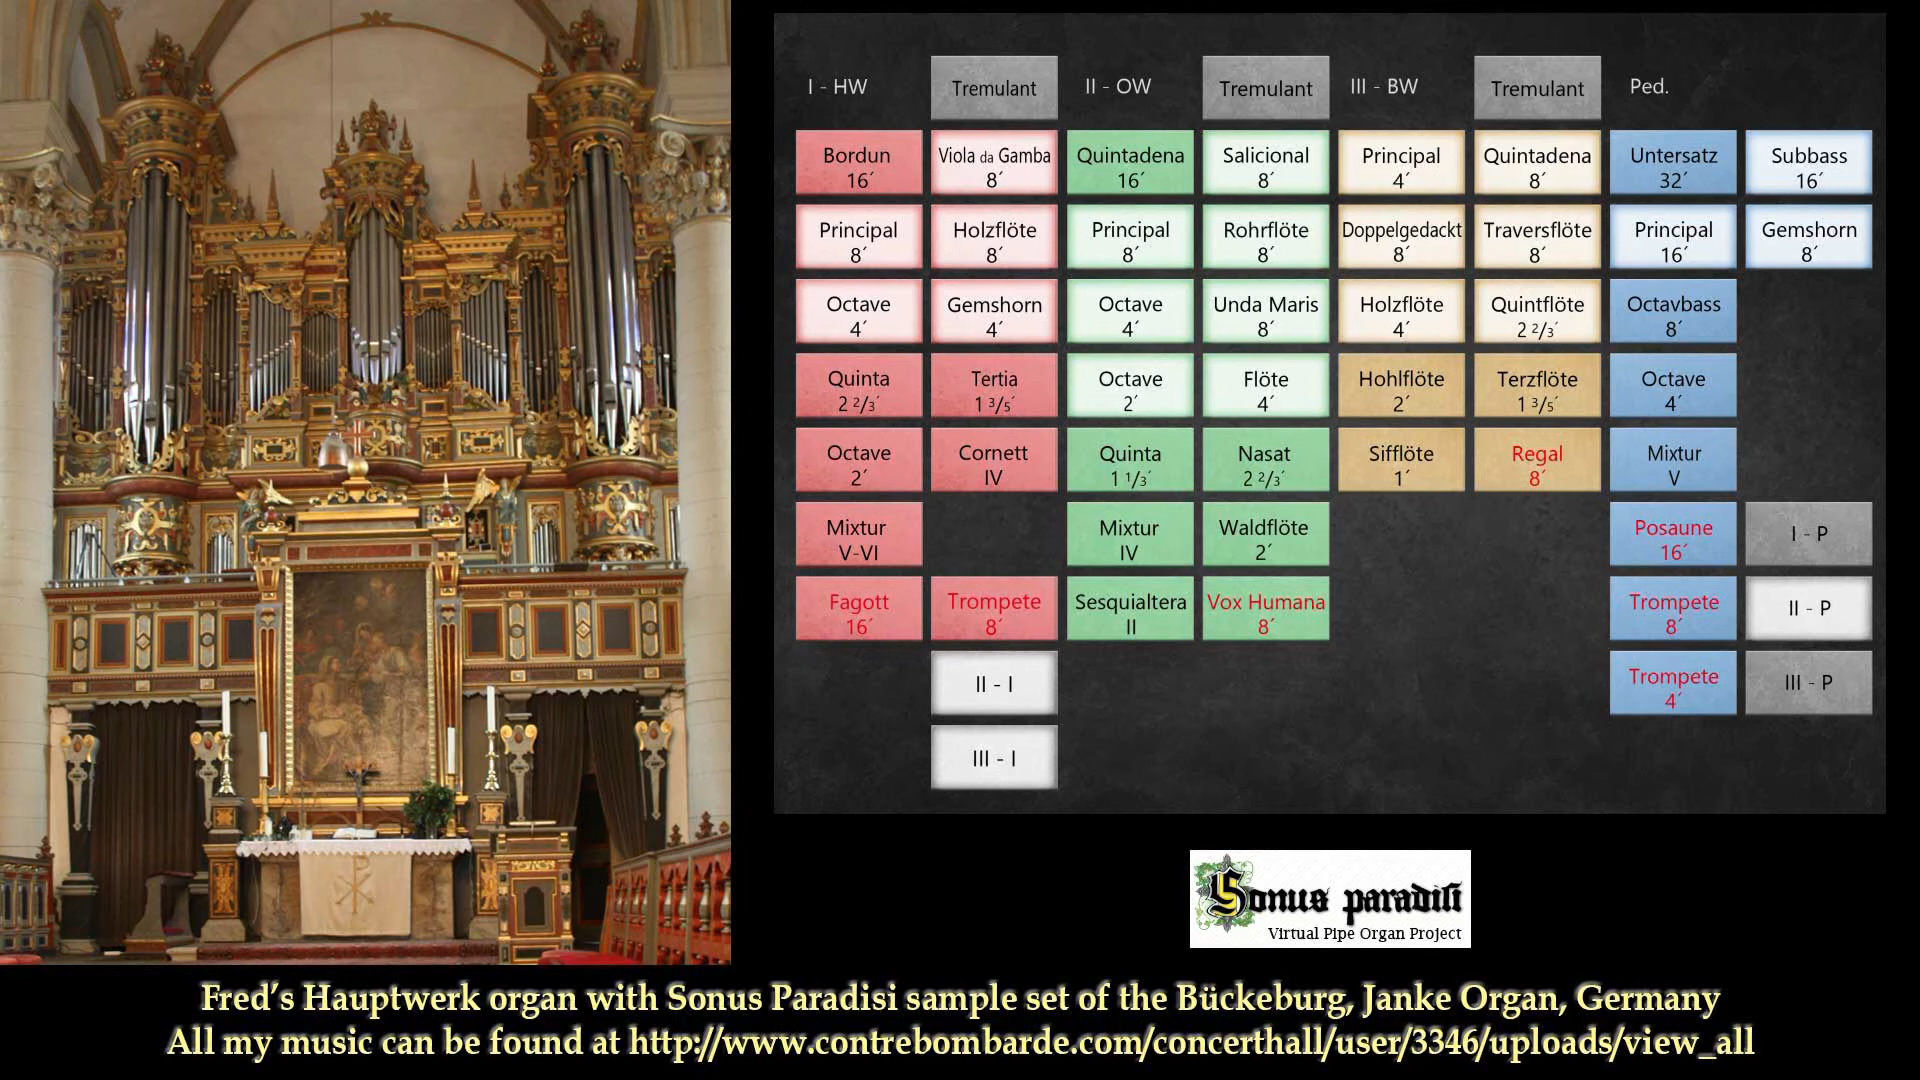 I - HW
Tremulant
II - OW
Tremulant
III - BW
Tremulant
Ped.
Bordun
16´
Viola da Gamba
8´
Quintadena
16´
Salicional
8´
Principal
4´
Quintadena
8´
Untersatz
32´
Subbass
16´
Principal
8´
Holzflöte
8´
Principal
8´
Rohrflöte
8´
Doppelgedackt
8´
Traversflöte
8´
Principal
16´
Gemshorn
8´
Octave
4´
Gemshorn
4´
Octave
4´
Unda Maris
8´
Holzflöte
4´
Quintflöte
2 2/3´
Octavbass
8´
Quinta
2 2/3´
Tertia
1 3/5´
Octave
2´
Flöte
4´
Hohlflöte
2´
Terzflöte
1 3/5´
Octave
4´
Octave
2´
Cornett
IV
Quinta
1 1/3´
Nasat
2 2/3´
Sifflöte
1´
Regal
8´
Mixtur
V
Mixtur
V-VI
Mixtur
IV
Waldflöte
2´
Posaune
16´
I - P
Fagott
16´
Trompete
8´
Sesquialtera
II
Vox Humana
8´
Trompete
8´
II - P
II - I
Trompete
4´
III - P
III - I
Sonus paradisi
Virtual Pipe Organ Project
Fred's Hauptwerk organ with Sonus Paradisi sample set of the Bückeburg, Janke Organ, Germany
All my music can be found at http://www.contrebombarde.com/concerthall/user/3346/uploads/view_all